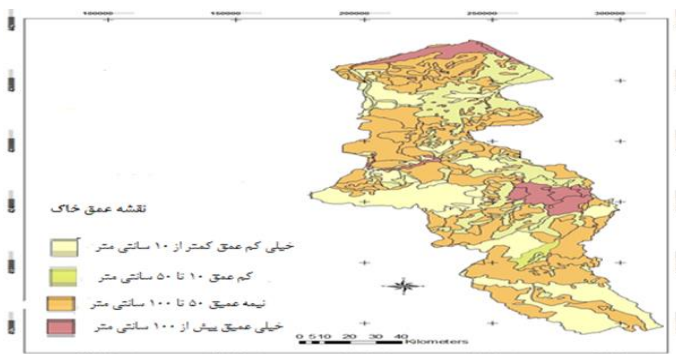 100000 200000 250000 300000
نقشه عمق خاک
خیلی کم عمق کمتر از ۱۰ سانتی متر
کم عمق ۱۰ تا ۵۰ سانتی متر
نیمه عمیق ۵۰ تا ۱۰۰ سانتی متر
خیلی عمیق پیش از ۱۰۰ سانتی متر
0 5 10 20 30 40
Kilometers